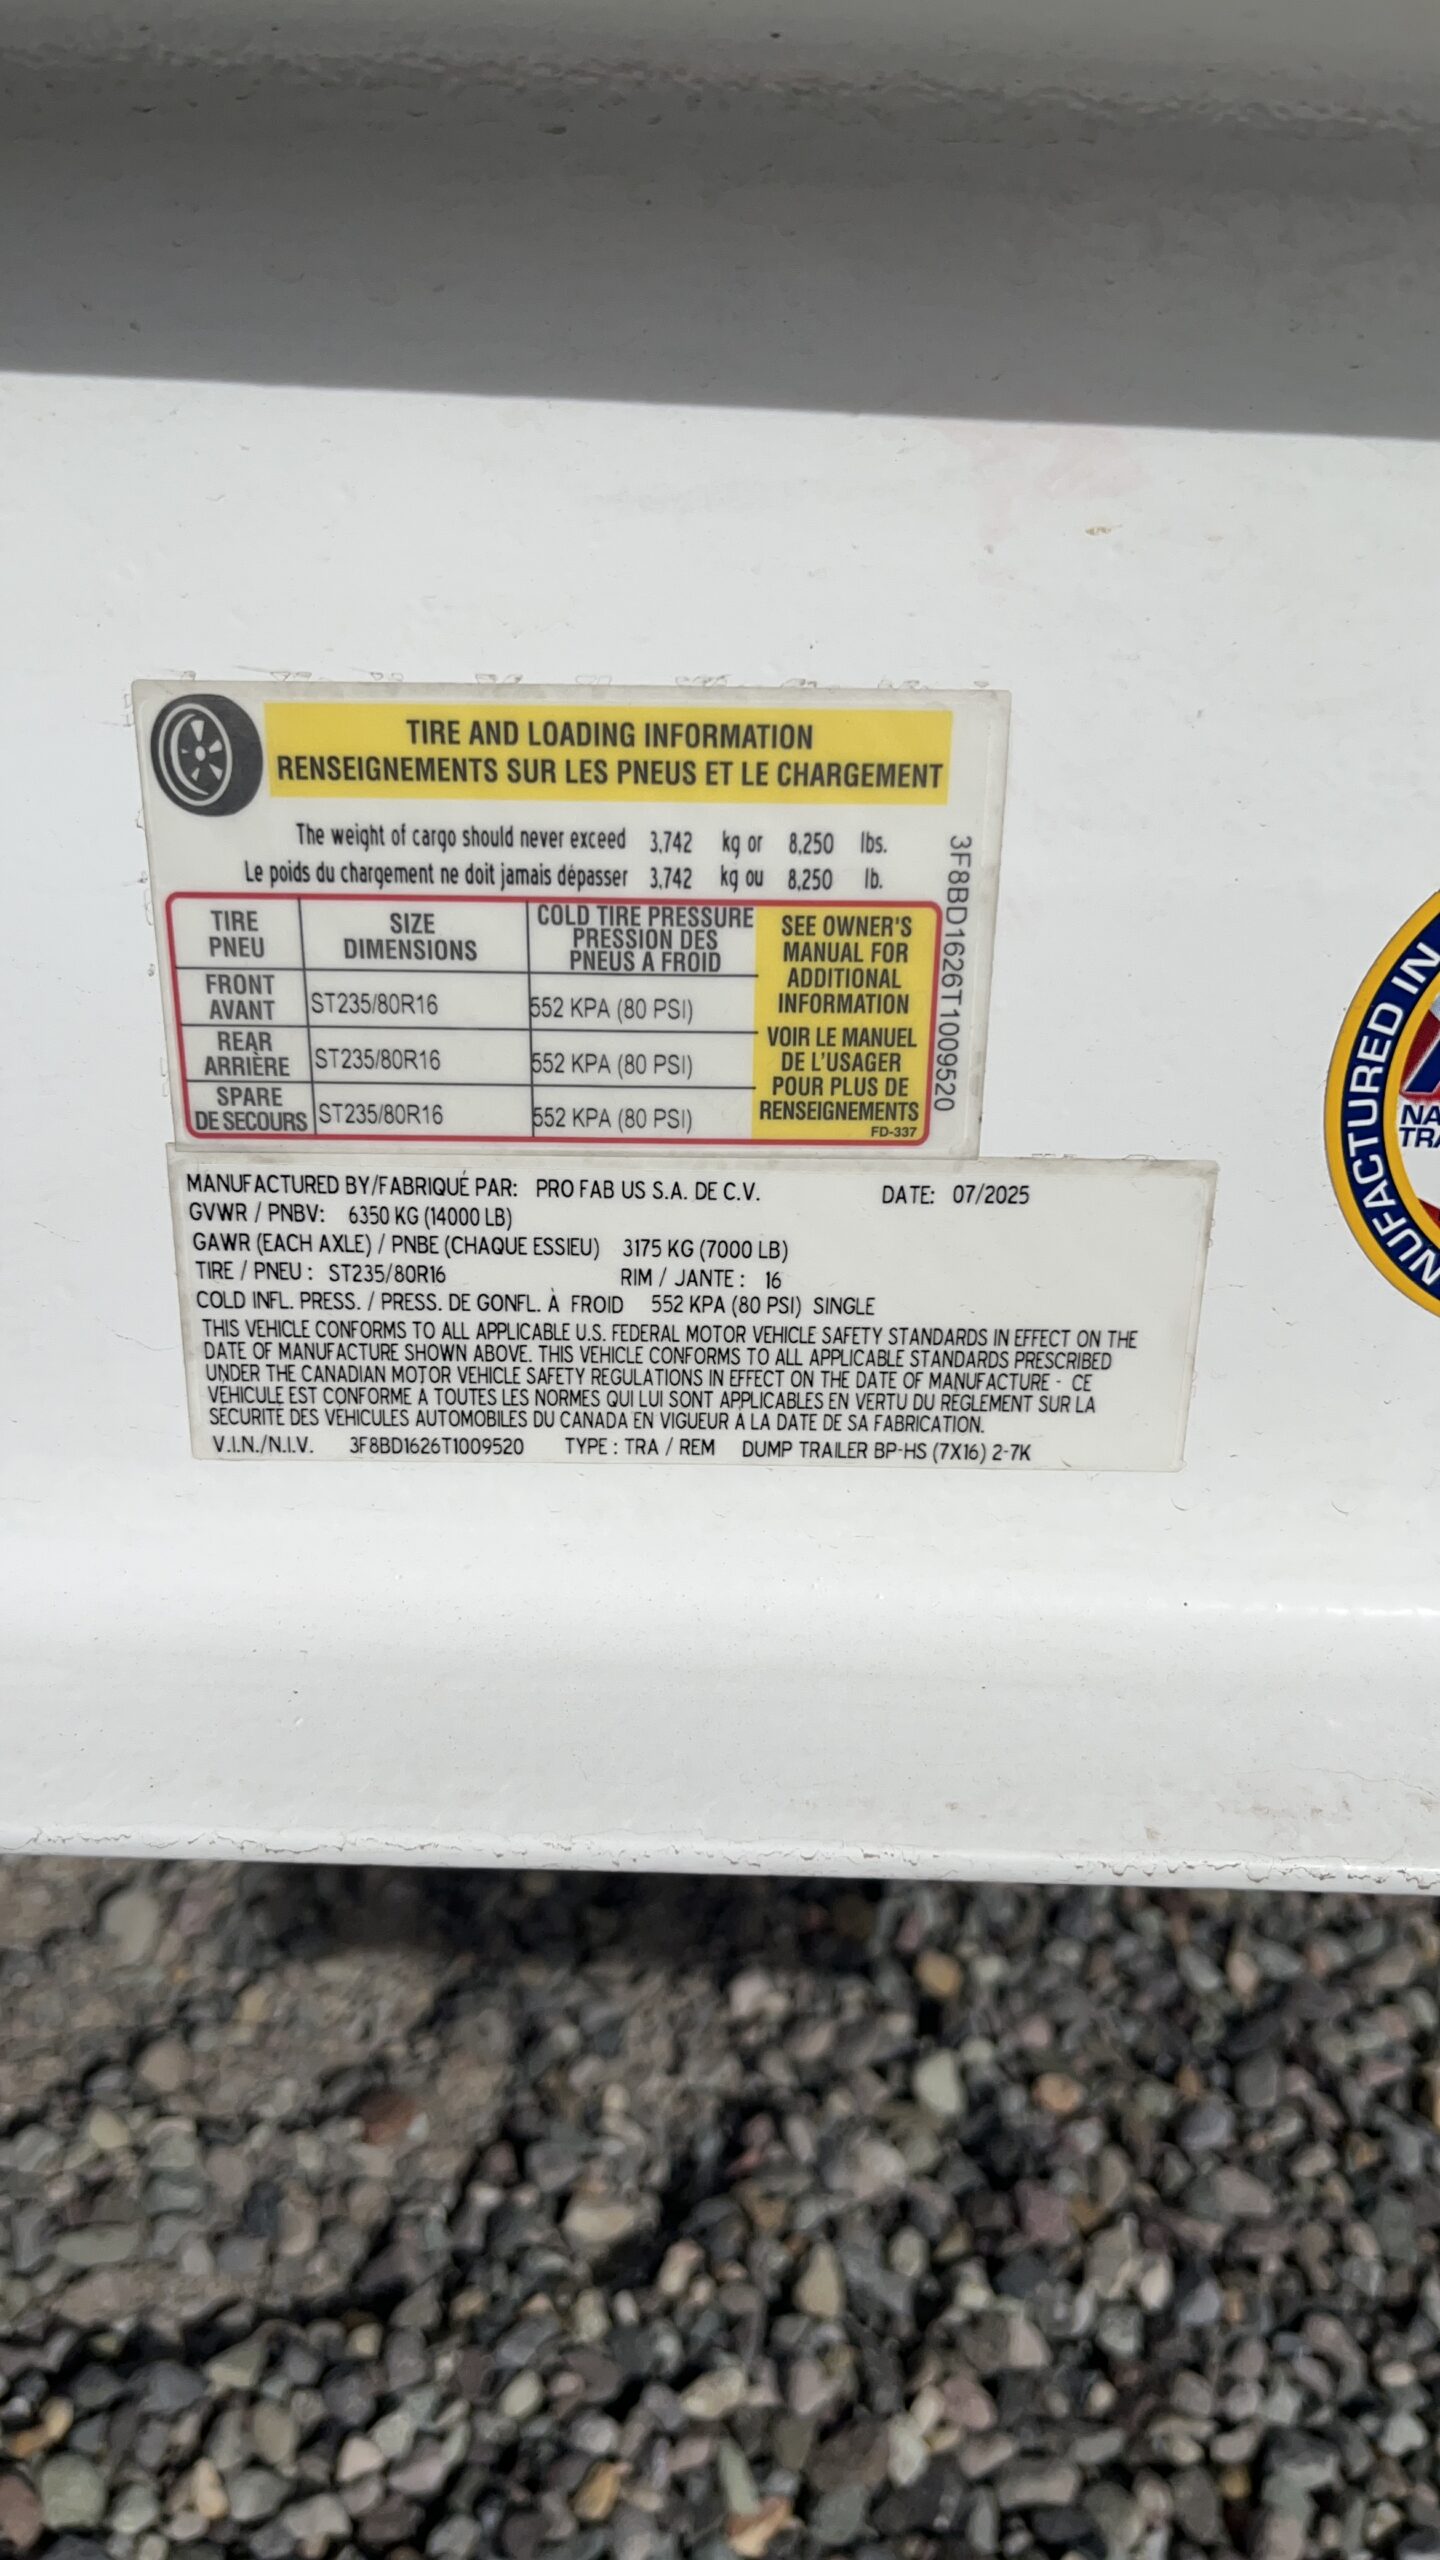 TIRE AND LOADING INFORMATION
RENSEIGNEMENTS SUR LES PNEUS ET LE CHARGEMENT
The weight of cargo should never exceed 3,742 kg or 8,250 lbs.
Le poids du chargement ne doit jamais dépasser 3,742 kg ou 8,250 lb.
TIRE
PNEU
SIZE
DIMENSIONS
COLD TIRE PRESSURE
PRESSION DES
PNEUS A FROID
FRONT
AVANT
ST235/80R16
552 KPA (80 PSI)
REAR
ARRIÈRE
ST235/80R16
552 KPA (80 PSI)
SPARE
DE SECOURS
ST235/80R16
552 KPA (80 PSI)
SEE OWNER'S
MANUAL FOR
ADDITIONAL
INFORMATION
VOIR LE MANUEL
DE L'USAGER
POUR PLUS DE
RENSEIGNEMENTS
FD-337
3F8BD1626T1009520
MANUFACTURED BY/FABRIQUÉ PAR: PRO FAB US S.A. DE C.V. DATE: 07/2025
GVWR / PNBV: 6350 KG (14000 LB)
GAWR (EACH AXLE) / PNBE (CHAQUE ESSIEU) 3175 KG (7000 LB)
TIRE / PNEU : ST235/80R16 RIM / JANTE : 16
COLD INFL. PRESS. / PRESS. DE GONFL. À FROID 552 KPA (80 PSI) SINGLE
THIS VEHICLE CONFORMS TO ALL APPLICABLE U.S. FEDERAL MOTOR VEHICLE SAFETY STANDARDS IN EFFECT ON THE
DATE OF MANUFACTURE SHOWN ABOVE. THIS VEHICLE CONFORMS TO ALL APPLICABLE STANDARDS PRESCRIBED
UNDER THE CANADIAN MOTOR VEHICLE SAFETY REGULATIONS IN EFFECT ON THE DATE OF MANUFACTURE - CE
VEHICULE EST CONFORME A TOUTES LES NORMES QUI LUI SONT APPLICABLES EN VERTU DU REGLEMENT SUR LA
SECURITE DES VEHICULES AUTOMOBILES DU CANADA EN VIGUEUR À LA DATE DE SA FABRICATION.
V.I.N./N.I.V. 3F8BD1626T1009520 TYPE : TRA / REM DUMP TRAILER BP-HS (7X16) 2-7K
NUFACTURED IN
NA
TRA